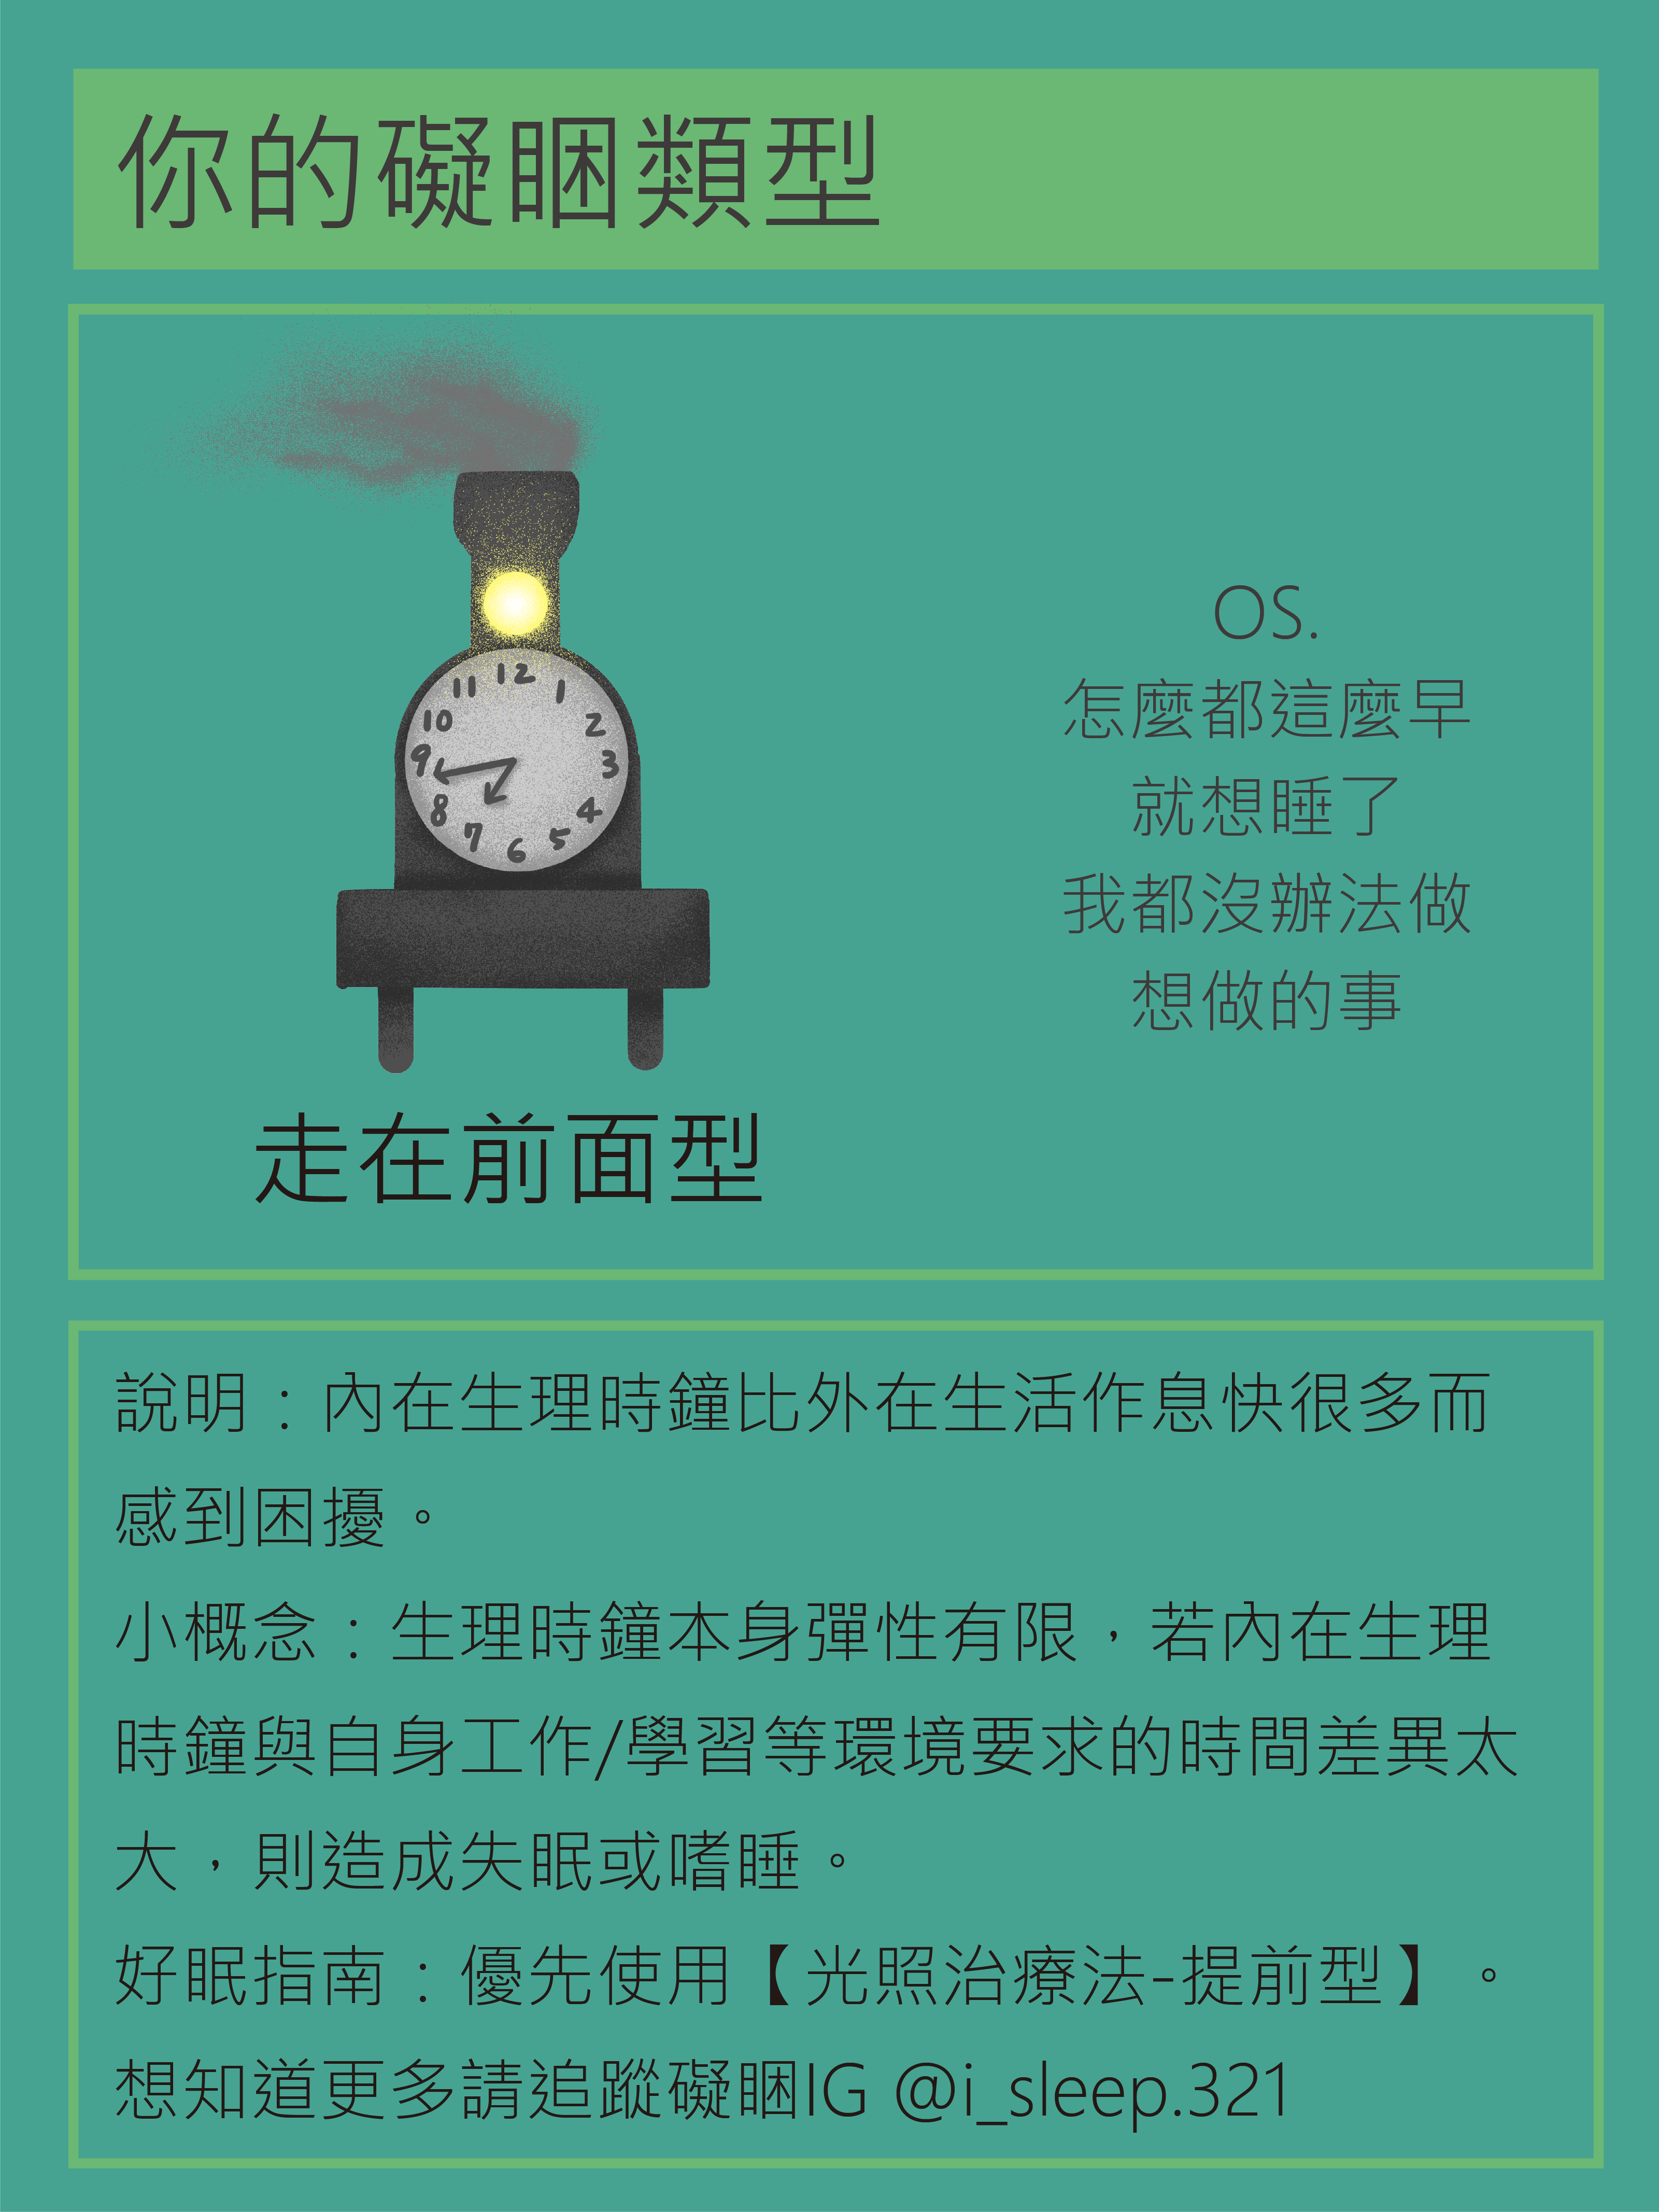 你的礙睏類型
12
11
1
10
2
9
3
8
4
7
5
6
走在前面型
OS.
怎麼都這麼早
就想睡了
我都沒辦法做
想做的事
說明：內在生理時鐘比外在生活作息快很多而
感到困擾。
小概念：生理時鐘本身彈性有限，若內在生理
時鐘與自身工作/學習等環境要求的時間差異太
大，則造成失眠或嗜睡。
好眠指南：優先使用【光照治療法-提前型】。
想知道更多請追蹤礙睏IG @i_sleep.321